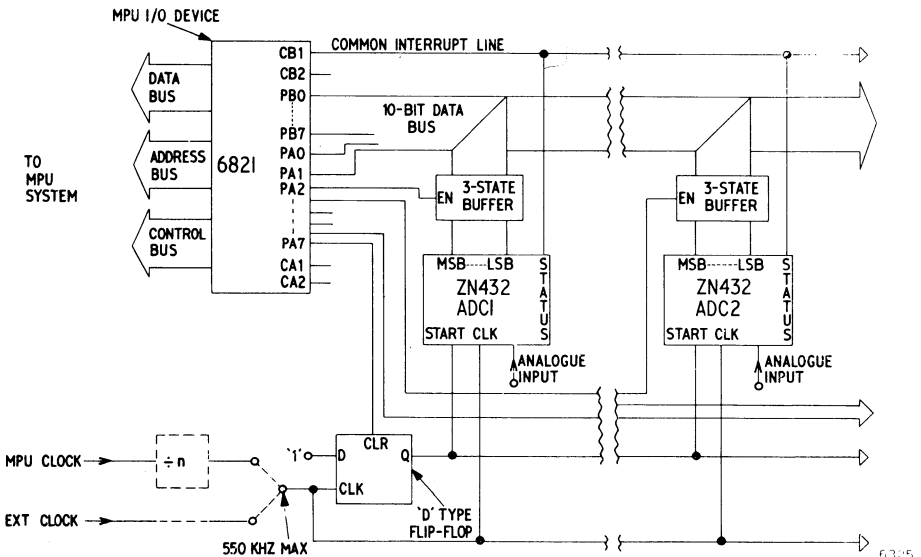 MPU I/O DEVICE
CB1
COMMON INTERRUPT LINE
CB2
DATA
BUS
PB0
10-BIT DATA
BUS
PB7
TO
MPU
SYSTEM
ADDRESS
BUS
6821
PA0
PA1
PA2
EN
3-STATE
BUFFER
EN
3-STATE
BUFFER
CONTROL
BUS
PA7
CA1
CA2
MSB-----LSB
ZN432
ADC1
START CLK
STATUS
MSB-----LSB
ZN432
ADC2
START CLK
STATUS
ANALOGUE
INPUT
ANALOGUE
INPUT
MPU CLOCK
÷n
'1'
D
CLR
Q
CLK
EXT CLOCK
550 KHZ MAX
'D' TYPE
FLIP-FLOP